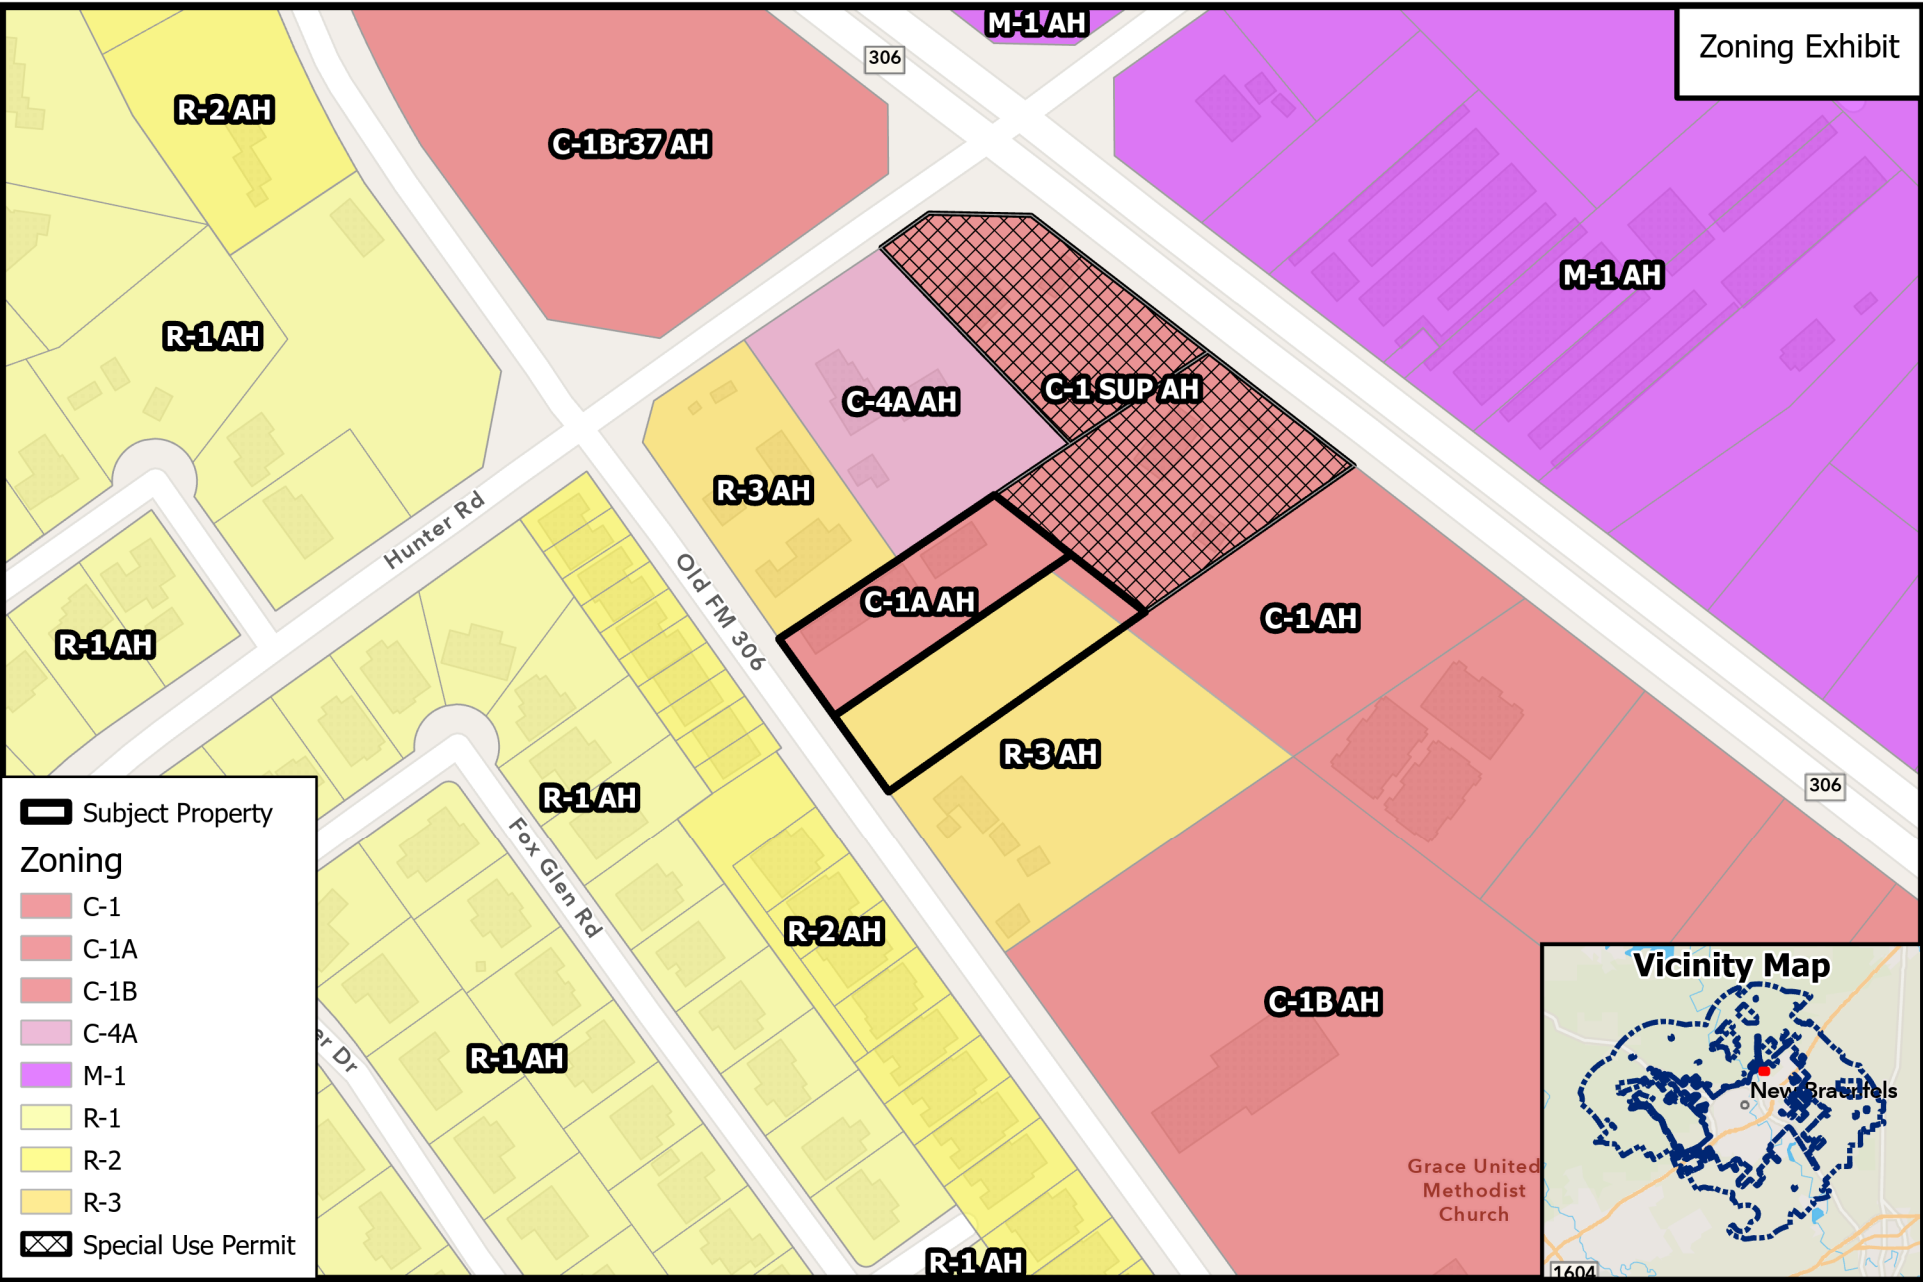 M-1 AH
306
Zoning Exhibit
R-2 AH
C-1Br37 AH
M-1 AH
R-1 AH
C-4A AH
C-1 SUP AH
R-3 AH
Hunter Rd
Old FM 306
C-1A AH
C-1 AH
R-1 AH
R-3 AH
306
R-1 AH
Fox Glen Rd
R-2 AH
C-1B AH
er Dr
R-1 AH
Grace United
Methodist
Church
R-1 AH
Subject Property
Zoning
C-1
C-1A
C-1B
C-4A
M-1
R-1
R-2
R-3
Special Use Permit
Vicinity Map
New Braunfels
1604